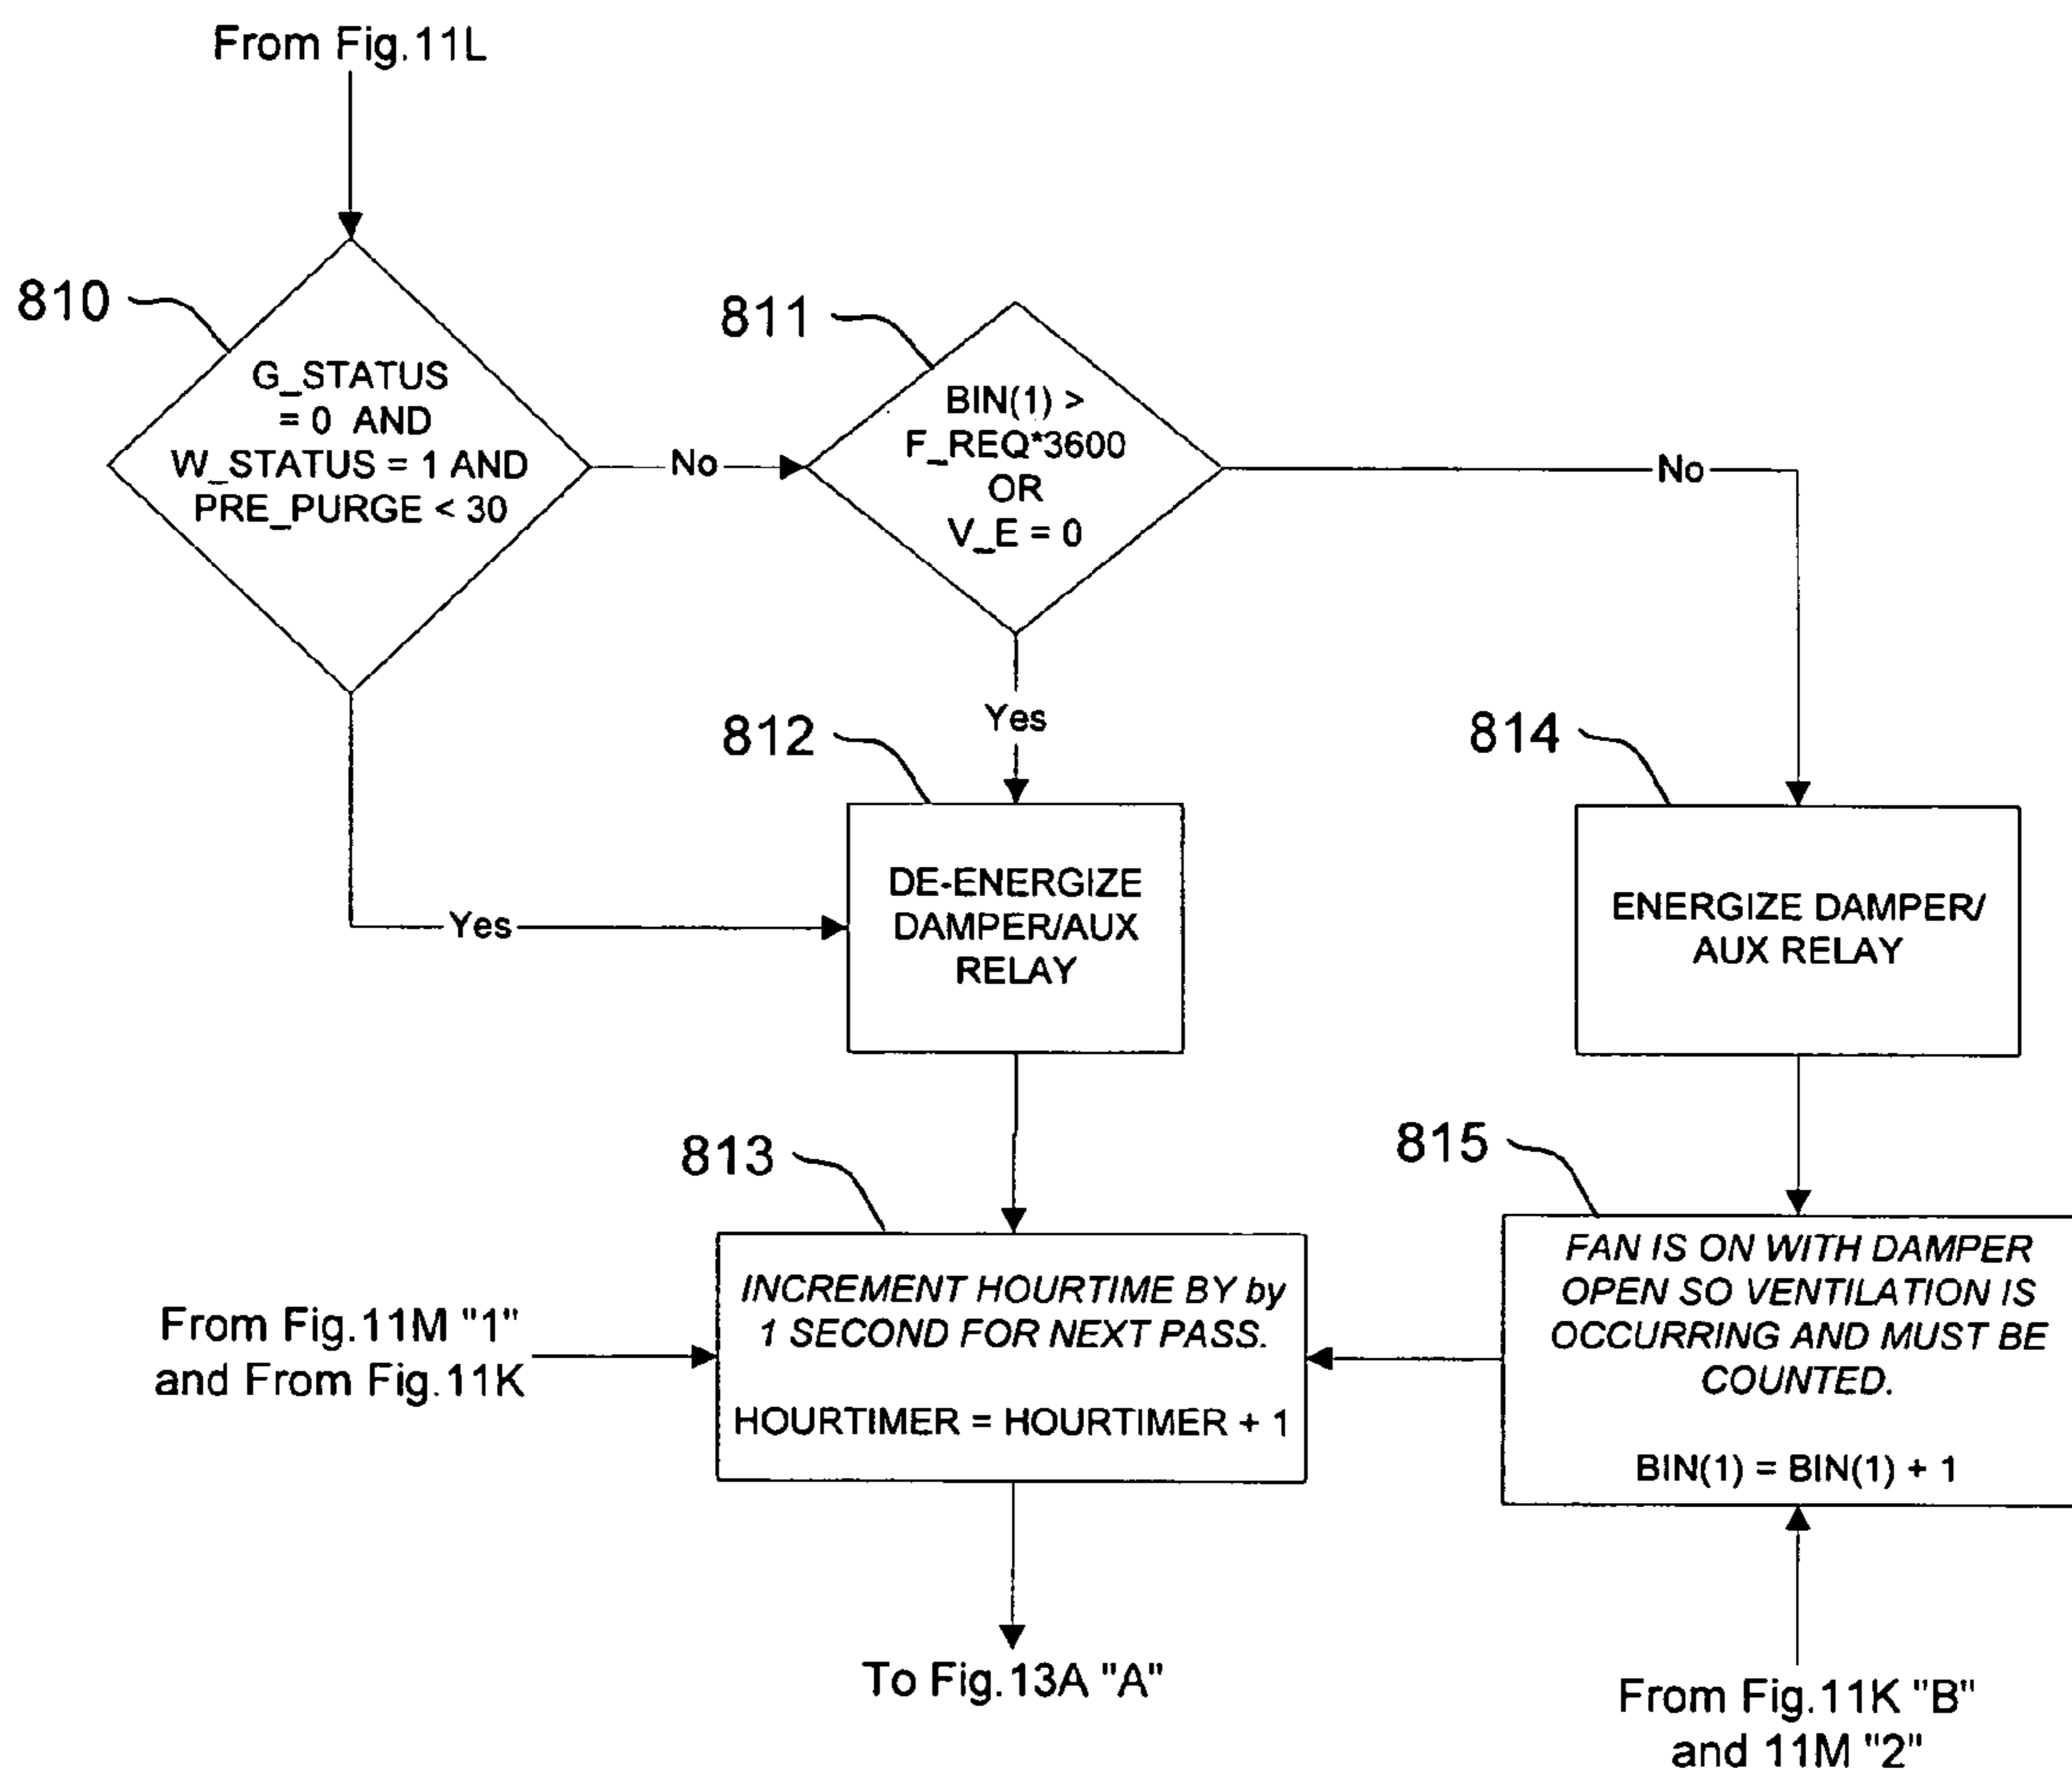 From Fig.11L
810
G_STATUS
= 0 AND
W_STATUS = 1 AND
PRE_PURGE < 30
No
811
BIN(1) >
F_REQ*3600
OR
V_E = 0
No
Yes
812
DE-ENERGIZE
DAMPER/AUX
RELAY
Yes
814
ENERGIZE DAMPER/
AUX RELAY
813
INCREMENT HOURTIME BY by
1 SECOND FOR NEXT PASS.
HOURTIMER = HOURTIMER + 1
From Fig.11M "1"
and From Fig.11K
815
FAN IS ON WITH DAMPER
OPEN SO VENTILATION IS
OCCURRING AND MUST BE
COUNTED.
BIN(1) = BIN(1) + 1
To Fig.13A "A"
From Fig.11K "B"
and 11M "2"